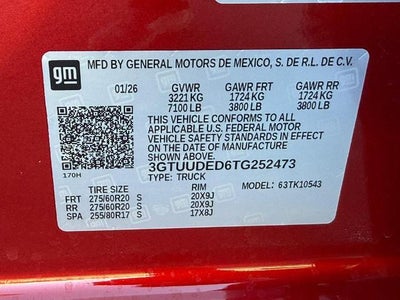 gm MFD BY GENERAL MOTORS DE MEXICO, S. DE R.L. DE C.V.
01/26 GVWR GAWR FRT GAWR RR
3221 KG 1724 KG 1724 KG
7100 LB 3800 LB 3800 LB
THIS VEHICLE CONFORMS TO ALL
APPLICABLE U.S. FEDERAL MOTOR
VEHICLE SAFETY STANDARDS IN EFFECT
ON THE DATE OF MANUFACTURE
SHOWN ABOVE.
3GTUUDED6TG252473
170H TYPE: TRUCK
TIRE SIZE RIM MODEL: 63TK10543
FRT 275/60R20 S 20X9J
RR 275/60R20 S 20X9J
SPA 255/80R17 S 17X8J